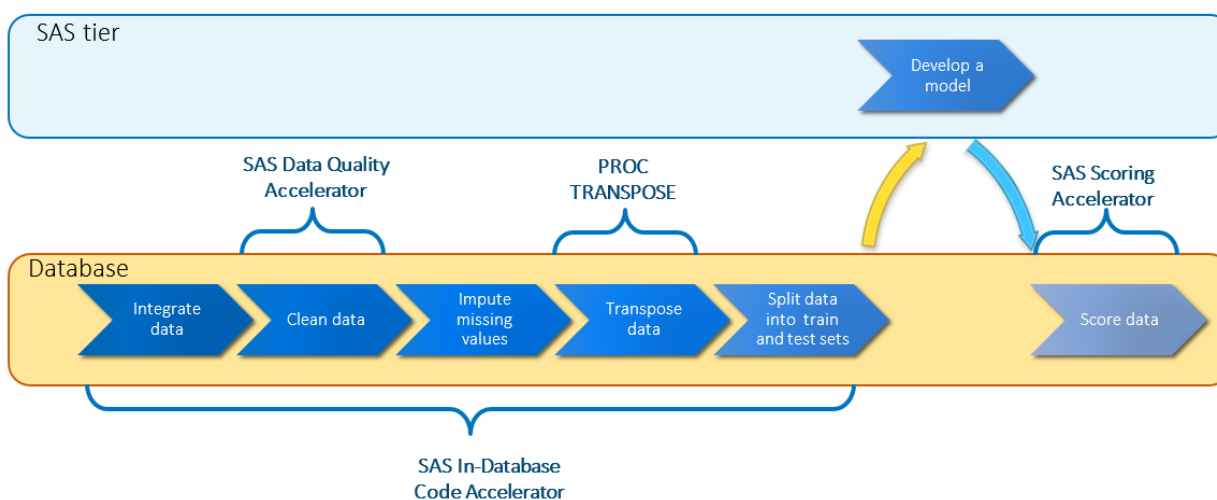 SAS tier
Develop a
model
SAS Data Quality
Accelerator
PROC
TRANSPOSE
SAS Scoring
Accelerator
Database
Integrate
data
Clean data
Impute
missing
values
Transpose
data
Split data
into train
and test sets
Score data
SAS In-Database
Code Accelerator